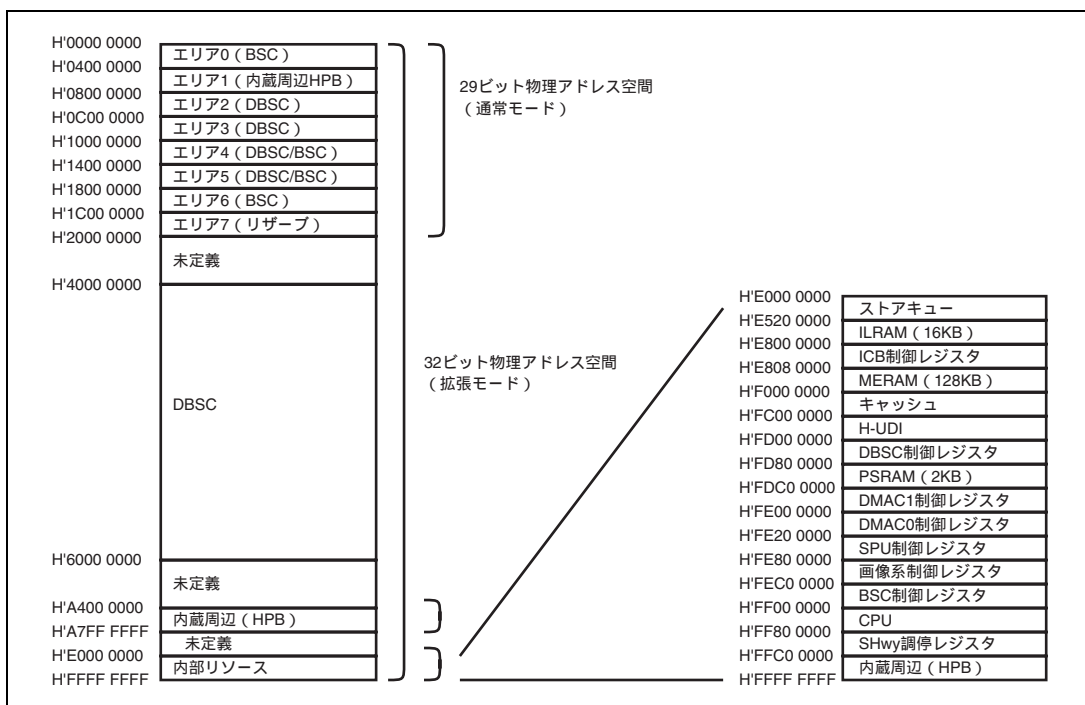 H'0000 0000
エリア0（BSC）
H'0400 0000
エリア1（内蔵周辺HPB）
H'0800 0000
エリア2（DBSC）
H'0C00 0000
エリア3（DBSC）
H'1000 0000
エリア4（DBSC/BSC）
H'1400 0000
エリア5（DBSC/BSC）
H'1800 0000
エリア6（BSC）
H'1C00 0000
エリア7（リザーブ）
H'2000 0000
未定義
H'4000 0000
DBSC
H'6000 0000
未定義
H'A400 0000
内蔵周辺（HPB）
H'A7FF FFFF
未定義
H'E000 0000
内部リソース
H'FFFF FFFF
29ビット物理アドレス空間
（通常モード）
32ビット物理アドレス空間
（拡張モード）
H'E000 0000
ストアキュー
H'E520 0000
ILRAM（16KB）
H'E800 0000
ICB制御レジスタ
H'E808 0000
MERAM（128KB）
H'F000 0000
キャッシュ
H'FC00 0000
H-UDI
H'FD00 0000
DBSC制御レジスタ
H'FD80 0000
PSRAM（2KB）
H'FDC0 0000
DMAC1制御レジスタ
H'FE00 0000
DMAC0制御レジスタ
H'FE20 0000
SPU制御レジスタ
H'FE80 0000
画像系制御レジスタ
H'FEC0 0000
BSC制御レジスタ
H'FF00 0000
CPU
H'FF80 0000
SHwy調停レジスタ
H'FFC0 0000
内蔵周辺（HPB）
H'FFFF FFFF